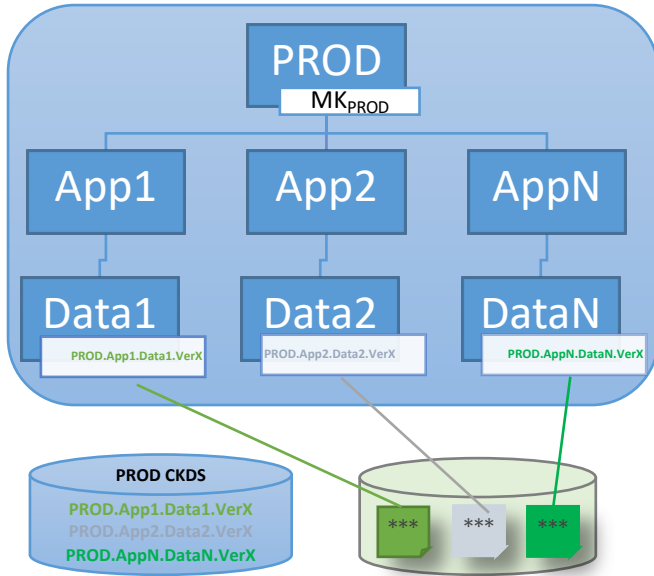 PROD
MK_PROD
App1 App2 AppN
Data1 Data2 DataN
PROD.App1.Data1.VerX PROD.App2.Data2.VerX PROD.AppN.DataN.VerX
PROD CKDS
PROD.App1.Data1.VerX
PROD.App2.Data2.VerX
PROD.AppN.DataN.VerX
*** *** ***